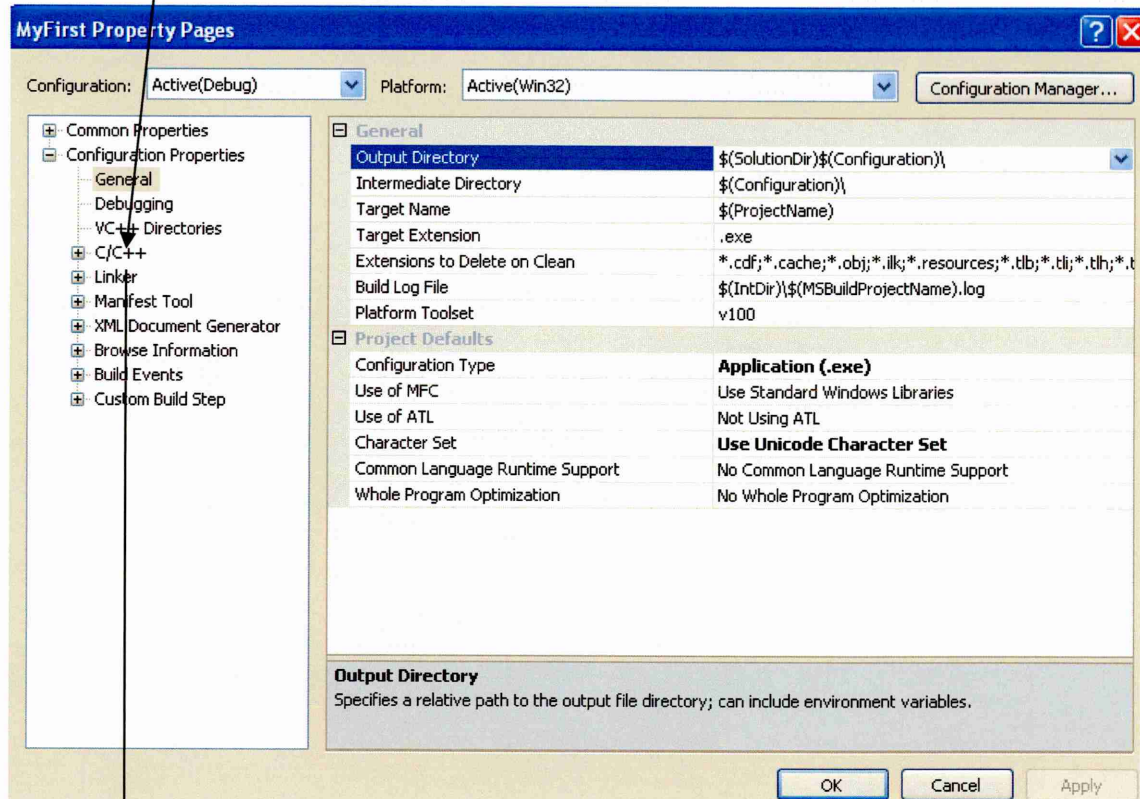 MyFirst Property Pages
Configuration: Active(Debug) Platform: Active(Win32) Configuration Manager...
Common Properties
Configuration Properties
General
Debugging
VC++ Directories
C/C++
Linker
Manifest Tool
XML Document Generator
Browse Information
Build Events
Custom Build Step
General
Output Directory $(SolutionDir)$(Configuration)\
Intermediate Directory $(Configuration)\
Target Name $(ProjectName)
Target Extension .exe
Extensions to Delete on Clean *.cdf;*.cache;*.obj;*.ilk;*.resources;*.tlb;*.tli;*.tlh;*.t
Build Log File $(IntDir)\$(MSBuildProjectName).log
Platform Toolset v100
Project Defaults
Configuration Type Application (.exe)
Use of MFC Use Standard Windows Libraries
Use of ATL Not Using ATL
Character Set Use Unicode Character Set
Common Language Runtime Support No Common Language Runtime Support
Whole Program Optimization No Whole Program Optimization
Output Directory
Specifies a relative path to the output file directory; can include environment variables.
OK Cancel Apply